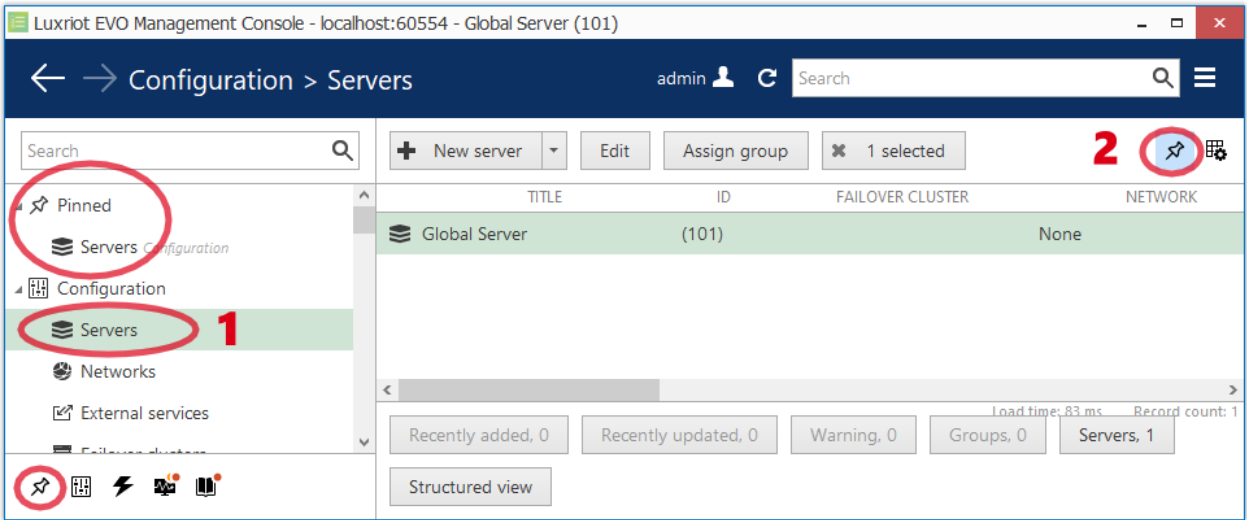 Luxriot EVO Management Console - localhost:60554 - Global Server (101)
Configuration > Servers
admin
Search
Search
Pinned
Servers Configuration
Configuration
Servers
1
Networks
External services
Failover clusters
New server
Edit
Assign group
1 selected
2
TITLE ID FAILOVER CLUSTER NETWORK
Global Server (101) None
Load time: 83 ms Record count: 1
Recently added, 0 Recently updated, 0 Warning, 0 Groups, 0 Servers, 1
Structured view